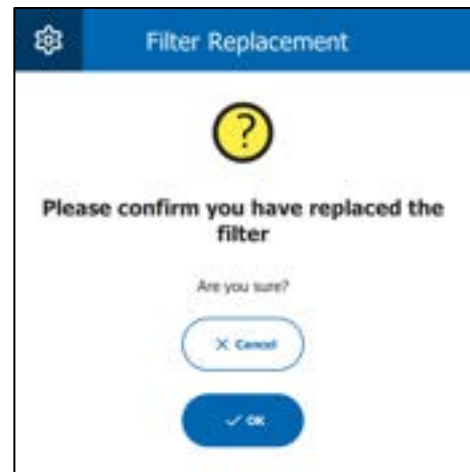 Filter Replacement
?
Please confirm you have replaced the
filter
Are you sure?
Cancel
OK